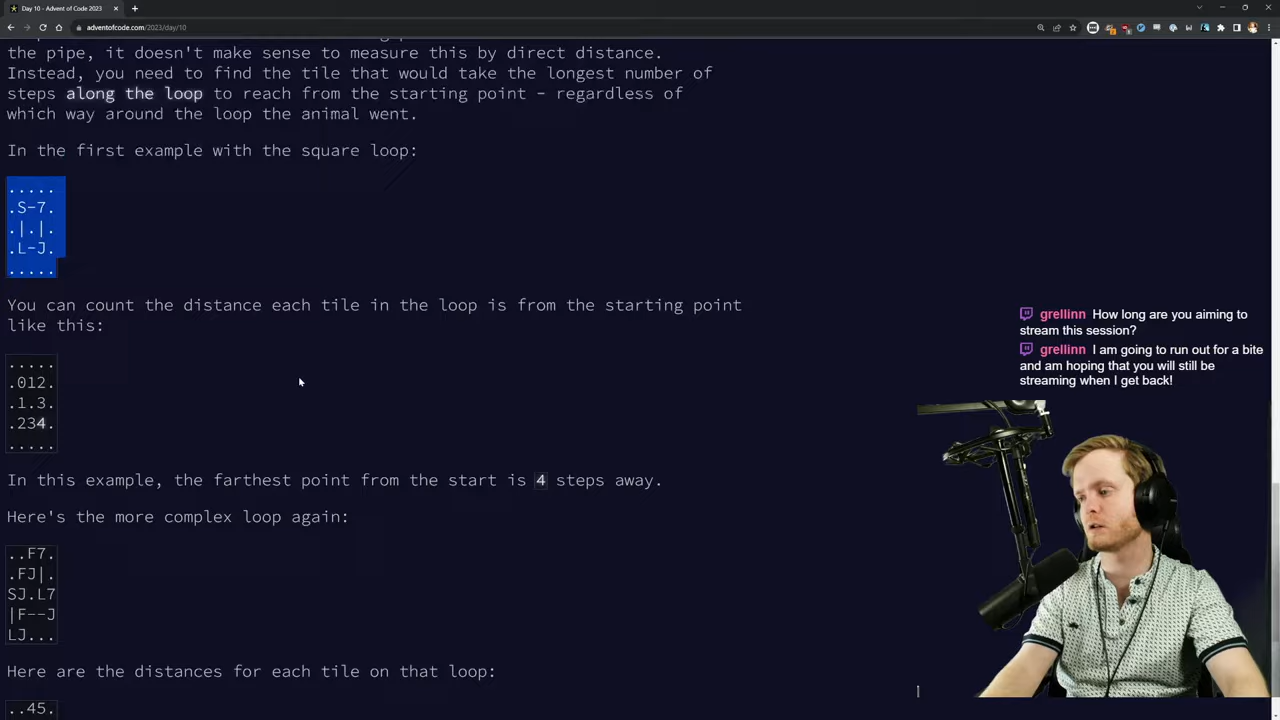 Day 10 - Advent of Code 2023
adventofcode.com/2023/day/10
the pipe, it doesn't make sense to measure this by direct distance.
Instead, you need to find the tile that would take the longest number of
steps along the loop to reach from the starting point - regardless of
which way around the loop the animal went.
In the first example with the square loop:
.....
.S-7.
.|.|.
.L-J.
.....
You can count the distance each tile in the loop is from the starting point
like this:
.....
.012.
.1.3.
.234.
.....
In this example, the farthest point from the start is 4 steps away.
Here's the more complex loop again:
..F7.
.FJ|.
SJ.L7
|F--J
LJ...
Here are the distances for each tile on that loop:
..45.
grellinn How long are you aiming to
stream this session?
grellinn I am going to run out for a bite
and am hoping that you will still be
streaming when I get back!